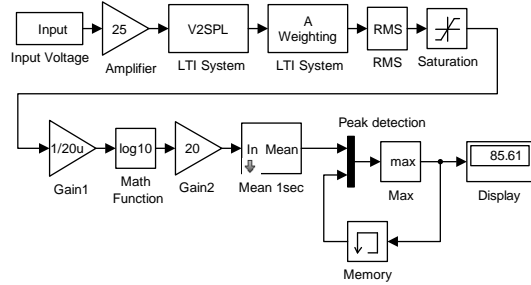 Input
Input Voltage
25
Amplifier
V2SPL
LTI System
A
Weighting
LTI System
RMS
RMS
Saturation
1/20u
Gain1
log10
Math
Function
20
Gain2
In Mean
Mean 1sec
Peak detection
max
Max
85.61
Display
Memory